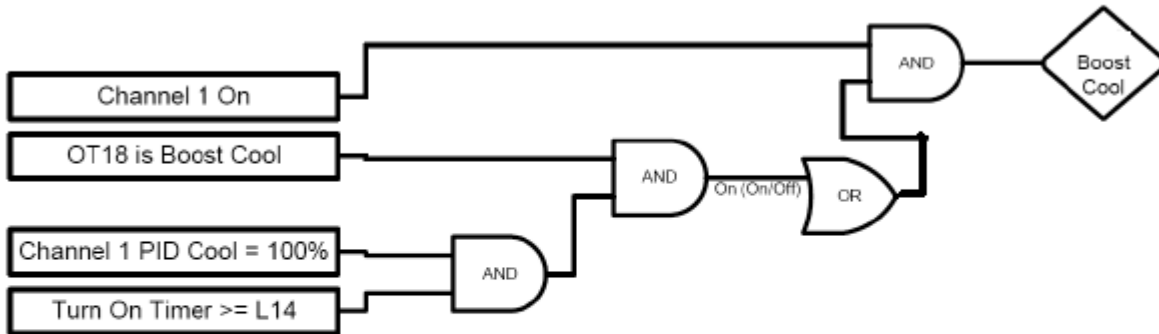 AND
Boost
Cool
Channel 1 On
OT18 is Boost Cool
AND
On (On/Off)
OR
Channel 1 PID Cool = 100%
AND
Turn On Timer >= L14